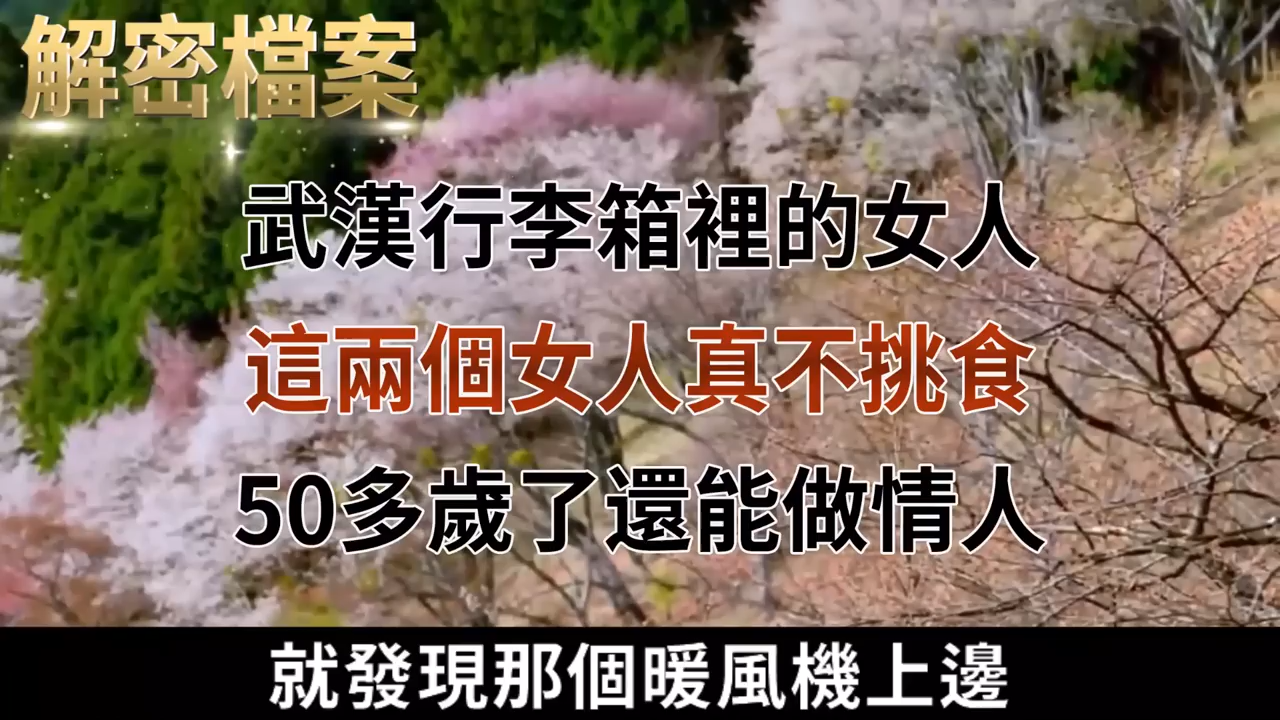 解密檔案
武漢行李箱裡的女人
這兩個女人真不挑食
50多歲了還能做情人
就發現那個暖風機上邊